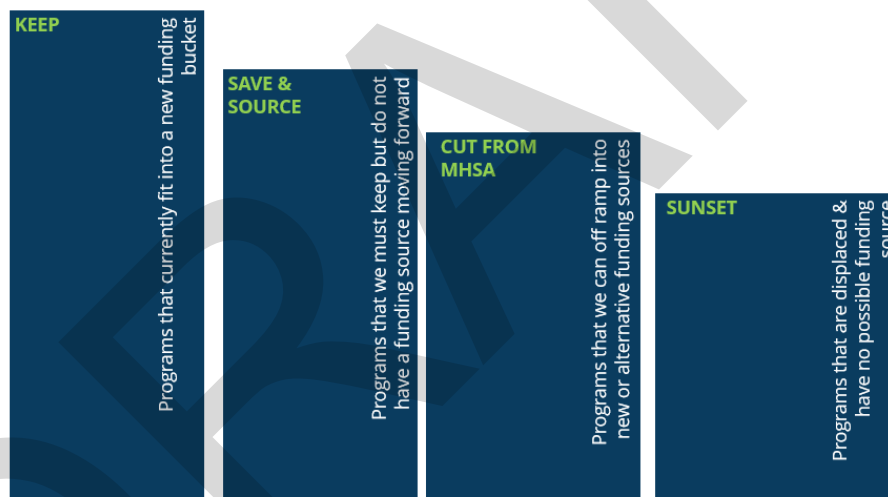 KEEP
Programs that currently fit into a new funding
bucket
SAVE &
SOURCE
Programs that we must keep but do not
have a funding source moving forward
CUT FROM
MHSA
Programs that we can off ramp into
new or alternative funding sources
SUNSET
Programs that are displaced &
have no possible funding
source